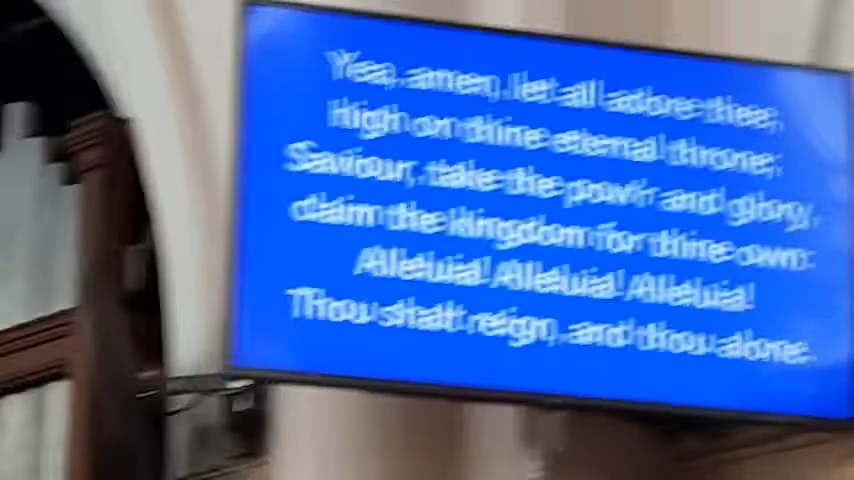 Yea, amen, let all adore thee,
High on thine eternal throne;
Saviour, take the pow'r and glory,
claim the kingdom for thine own:
Alleluia! Alleluia! Alleluia!
Thou shalt reign, and thou alone.